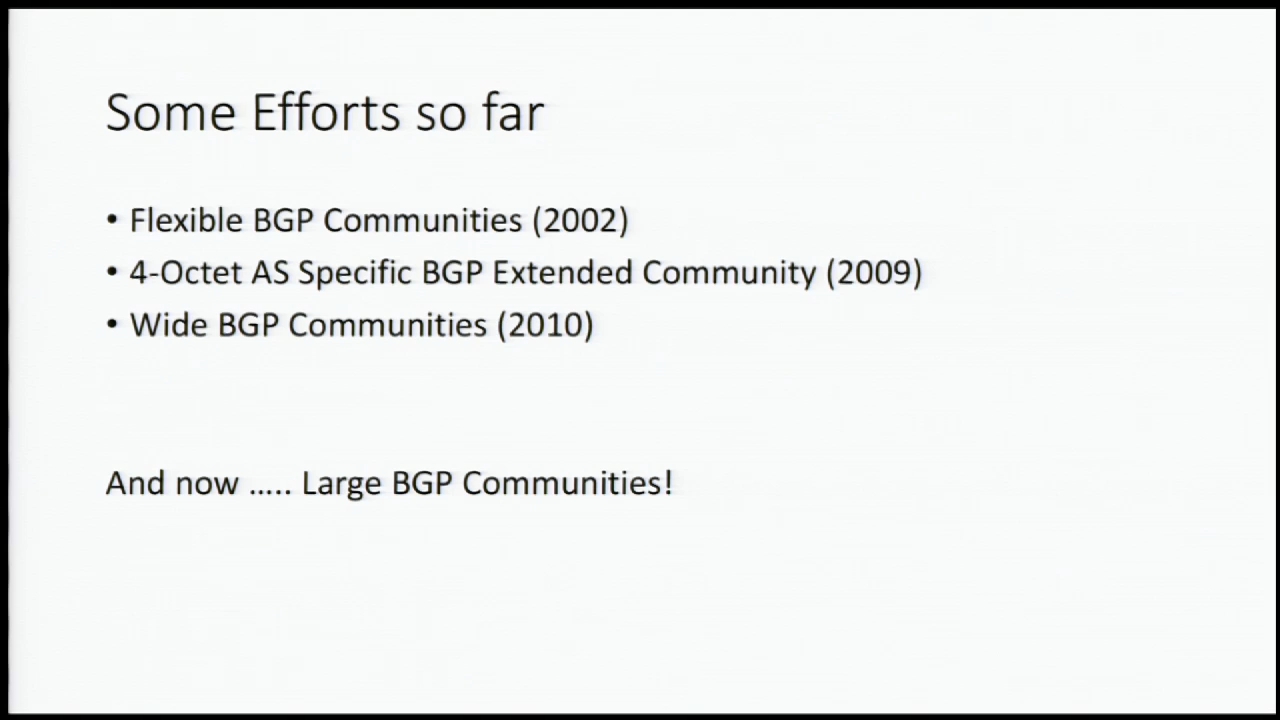 Some Efforts so far
• Flexible BGP Communities (2002)
• 4-Octet AS Specific BGP Extended Community (2009)
• Wide BGP Communities (2010)
And now ..... Large BGP Communities!